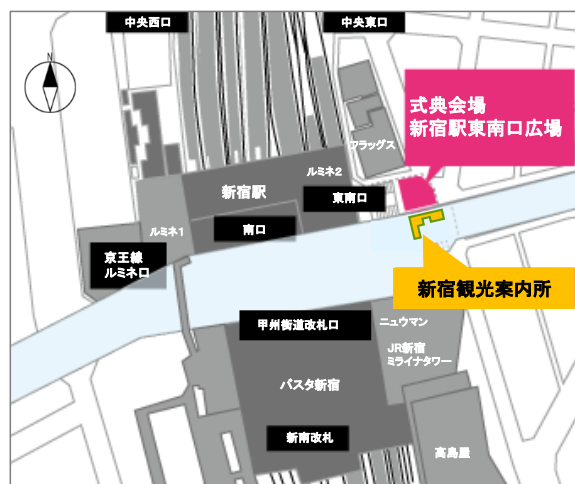 中央西口
中央東口
N
式典会場
新宿駅東南口広場
フラッグス
ルミネ2
新宿駅
東南口
ルミネ1
南口
京王線
ルミネ口
新宿観光案内所
甲州街道改札口
ニュウマン
JR新宿
ミライナタワー
バスタ新宿
新南改札
高島屋